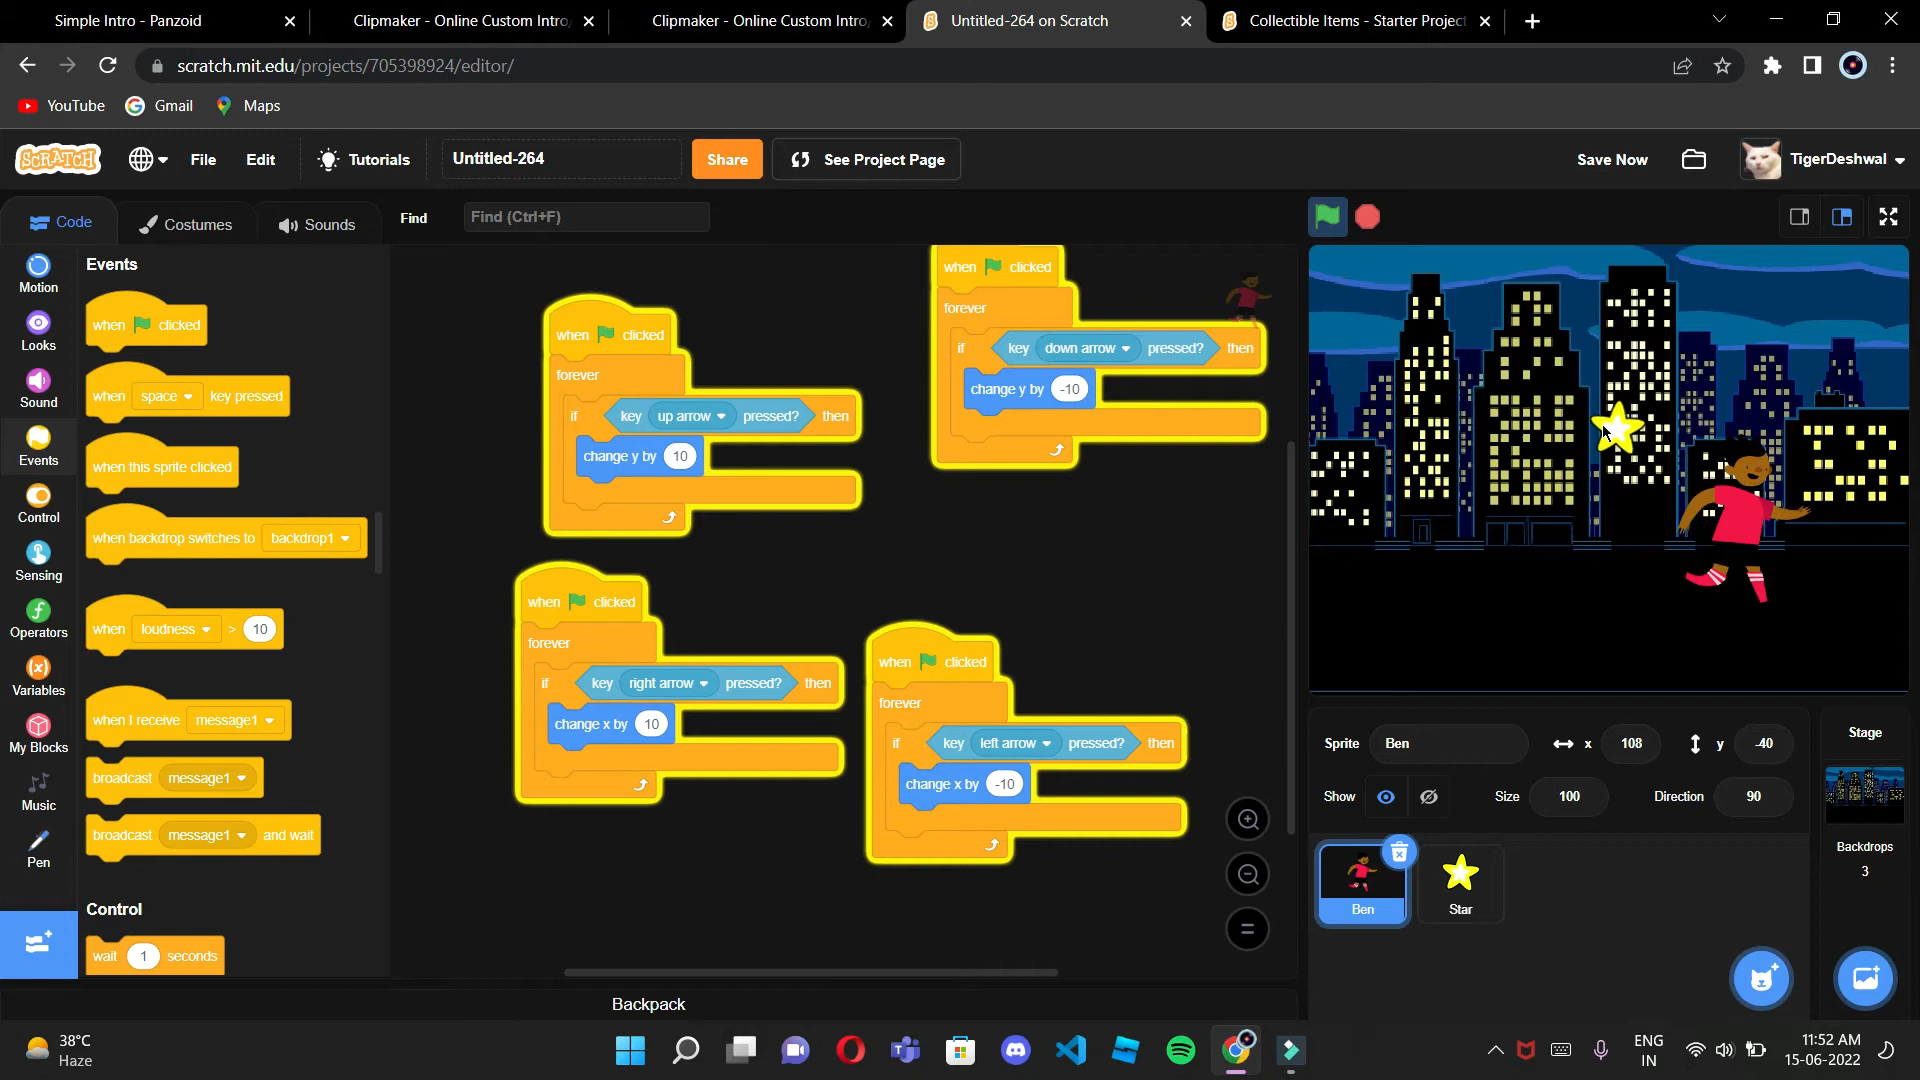 Simple Intro - Panzoid
Clipmaker - Online Custom Intro,
Clipmaker - Online Custom Intro,
Untitled-264 on Scratch
Collectible Items - Starter Project
scratch.mit.edu/projects/705398924/editor/
YouTube
Gmail
Maps
SCRATCH
File
Edit
Tutorials
Untitled-264
Share
See Project Page
Save Now
TigerDeshwal
Code
Costumes
Sounds
Find
Find (Ctrl+F)
Motion
Looks
Sound
Events
Control
Sensing
Operators
Variables
My Blocks
Music
Pen
Events
when clicked
when space key pressed
when this sprite clicked
when backdrop switches to backdrop1
when loudness > 10
when I receive message1
broadcast message1
broadcast message1 and wait
Control
wait 1 seconds
when clicked
forever
if key up arrow pressed? then
change y by 10
when clicked
forever
if key down arrow pressed? then
change y by -10
when clicked
forever
if key right arrow pressed? then
change x by 10
when clicked
forever
if key left arrow pressed? then
change x by -10
Sprite Ben x 108 y -40
Show Size 100 Direction 90
Ben
Star
Stage
Backdrops
3
Backpack
38°C
Haze
ENG
IN
11:52 AM
15-06-2022